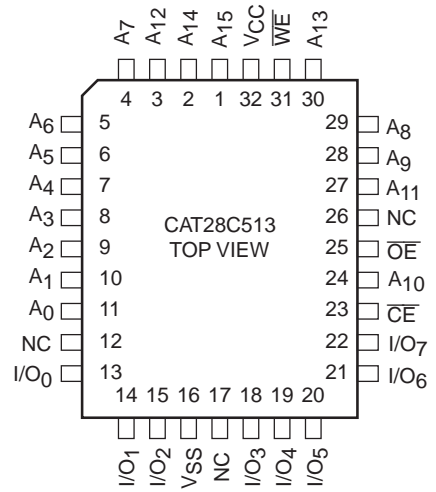 A7 A12 A14 A15 VCC W̅E̅ A13
4 3 2 1 32 31 30
A6 5 29 A8
A5 6 28 A9
A4 7 27 A11
A3 8 26 NC
A2 9 25 O̅E̅
A1 10 24 A10
A0 11 23 C̅E̅
NC 12 22 I/O7
I/O0 13 21 I/O6
CAT28C513
TOP VIEW
14 15 16 17 18 19 20
I/O1 I/O2 VSS NC I/O3 I/O4 I/O5